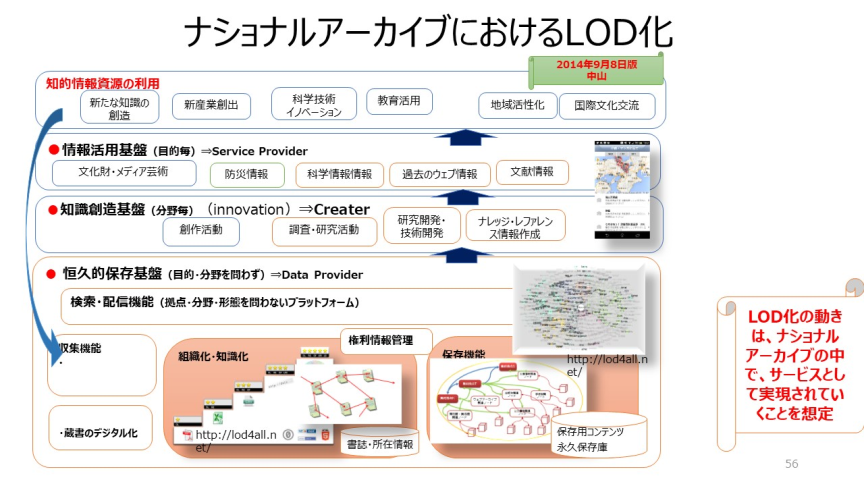 ナショナルアーカイブにおけるLOD化
2014年9月8日版
中山
知的情報資源の利用
新たな知識の
創造
新産業創出
科学技術
イノベーション
教育活用
地域活性化
国際文化交流
●情報活用基盤（目的毎）⇒Service Provider
文化財・メディア芸術
防災情報
科学情報情報
過去のウェブ情報
文献情報
●知識創造基盤（分野毎）（innovation）⇒Creater
創作活動
調査・研究活動
研究開発・
技術開発
ナレッジ・レファレン
ス情報作成
● 恒久的保存基盤（目的・分野を問わず）⇒Data Provider
検索・配信機能（拠点・分野・形態を問わないプラットフォーム）
収集機能
・
・蔵書のデジタル化
組織化・知識化
権利情報管理
http://lod4all.n
et/
書誌・所在情報
保存機能
http://lod4all.n
et/
保存用コンテンツ
永久保存庫
LOD化の動き
は、ナショナル
アーカイブの中
で、サービスとし
て実現されてい
くことを想定
56